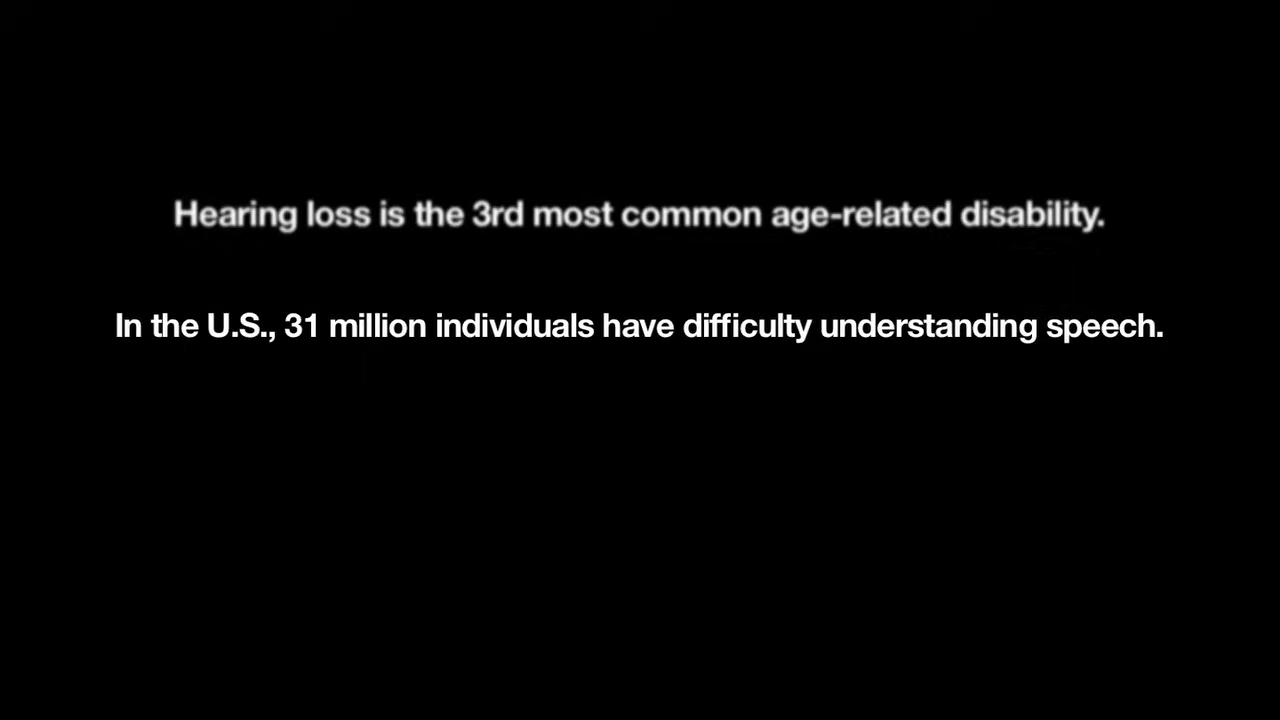 Hearing loss is the 3rd most common age-related disability.
In the U.S., 31 million individuals have difficulty understanding speech.